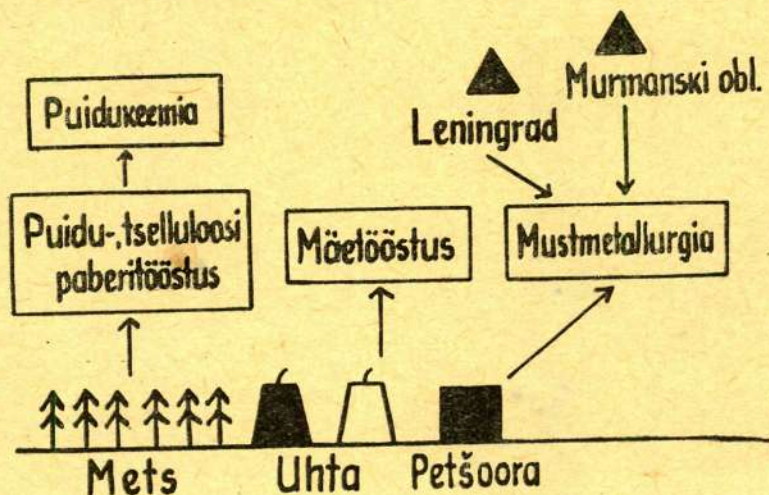 Puidukeemia
Puidu-, tselluloosi
paberitööstus
Mäetööstus
Leningrad
Murmanski obl.
Mustmetallurgia
Mets
Uhta
Petšoora